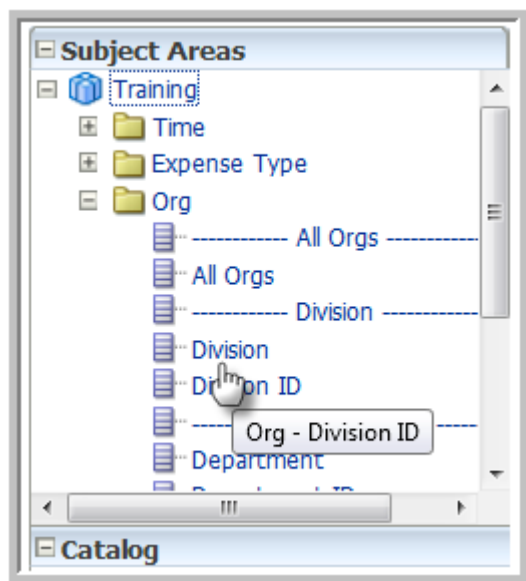 Subject Areas
Training
Time
Expense Type
Org
------------ All Orgs ------------
All Orgs
------------ Division ------------
Division
Division ID
Org - Division ID
Department
Catalog